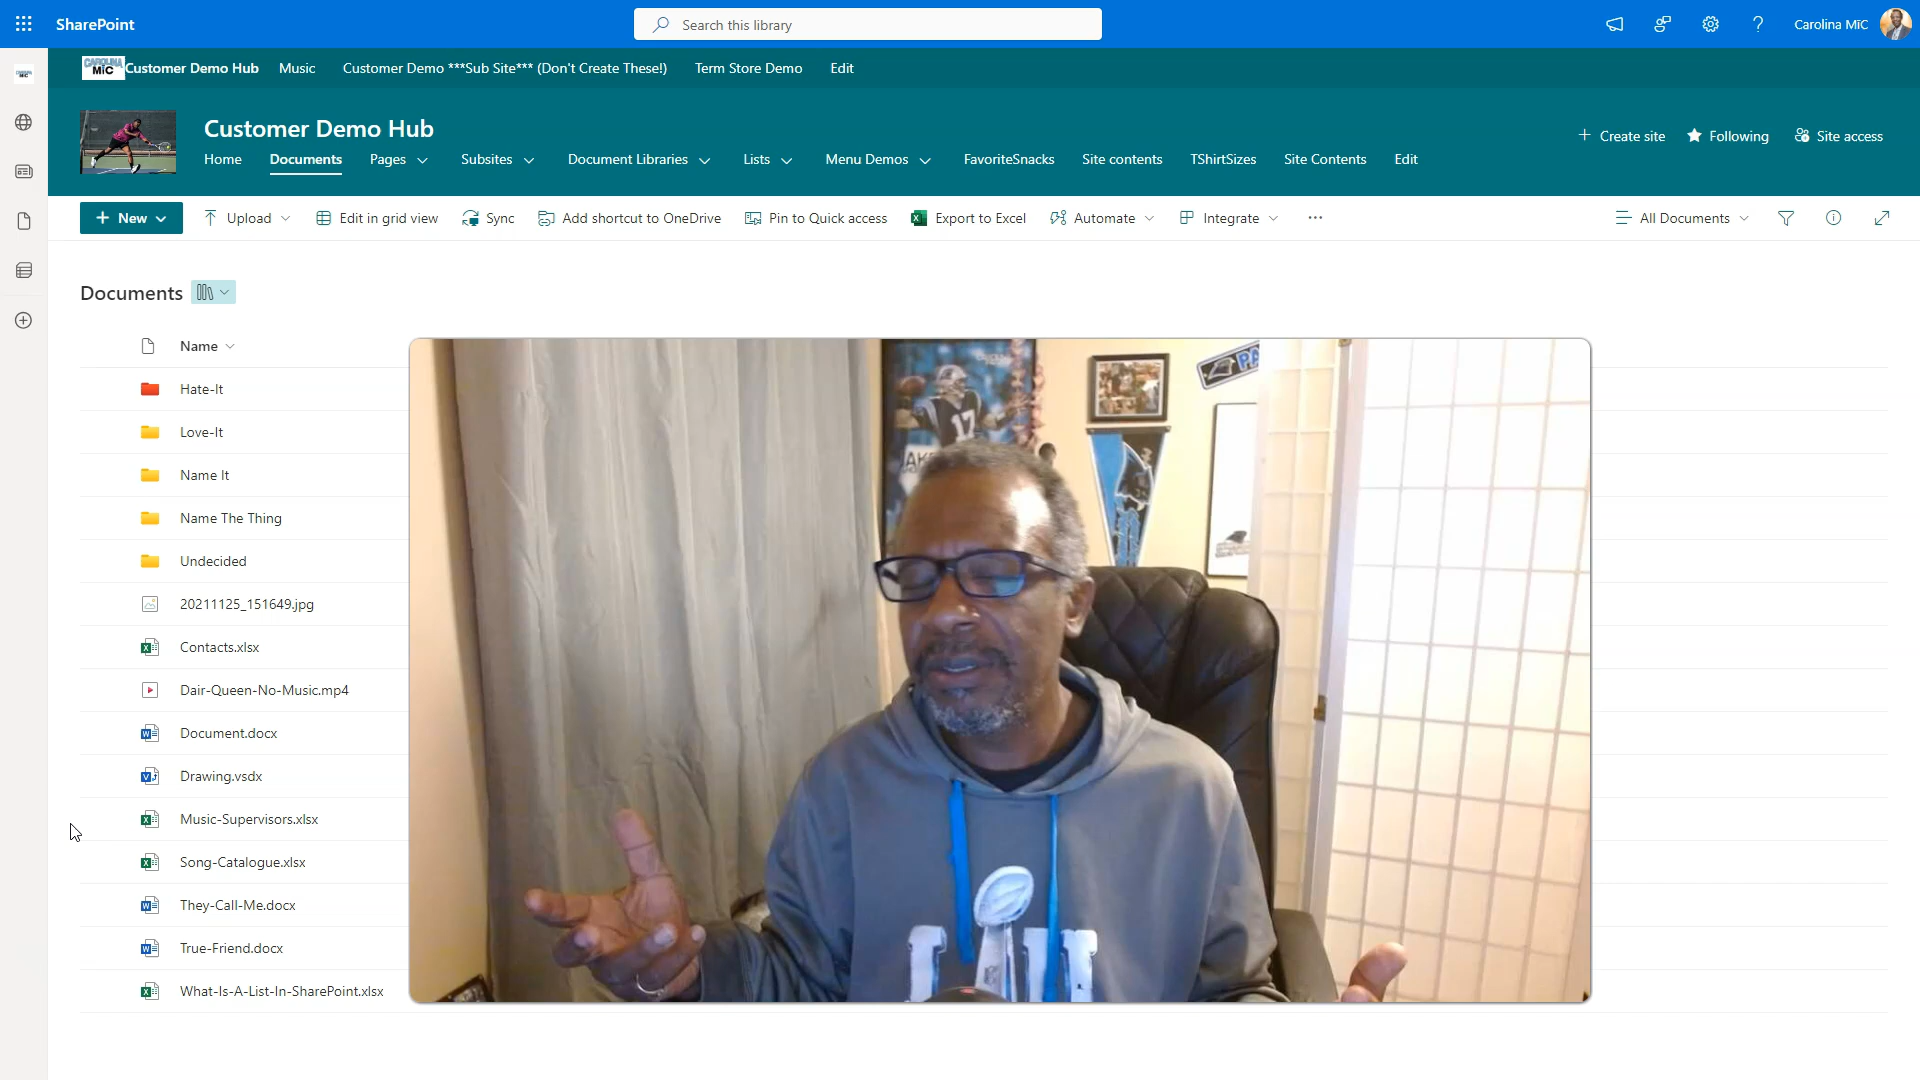 SharePoint
Search this library
Carolina MiC
CAROLINA
MiC
Customer Demo Hub
Music
Customer Demo ***Sub Site*** (Don't Create These!)
Term Store Demo
Edit
Customer Demo Hub
Create site
Following
Site access
Home
Documents
Pages
Subsites
Document Libraries
Lists
Menu Demos
FavoriteSnacks
Site contents
TShirtSizes
Site Contents
Edit
New
Upload
Edit in grid view
Sync
Add shortcut to OneDrive
Pin to Quick access
Export to Excel
Automate
Integrate
All Documents
Documents
Name
Hate-It
Love-It
Name It
Name The Thing
Undecided
20211125_151649.jpg
Contacts.xlsx
Dair-Queen-No-Music.mp4
Document.docx
Drawing.vsdx
Music-Supervisors.xlsx
Song-Catalogue.xlsx
They-Call-Me.docx
True-Friend.docx
What-Is-A-List-In-SharePoint.xlsx
17